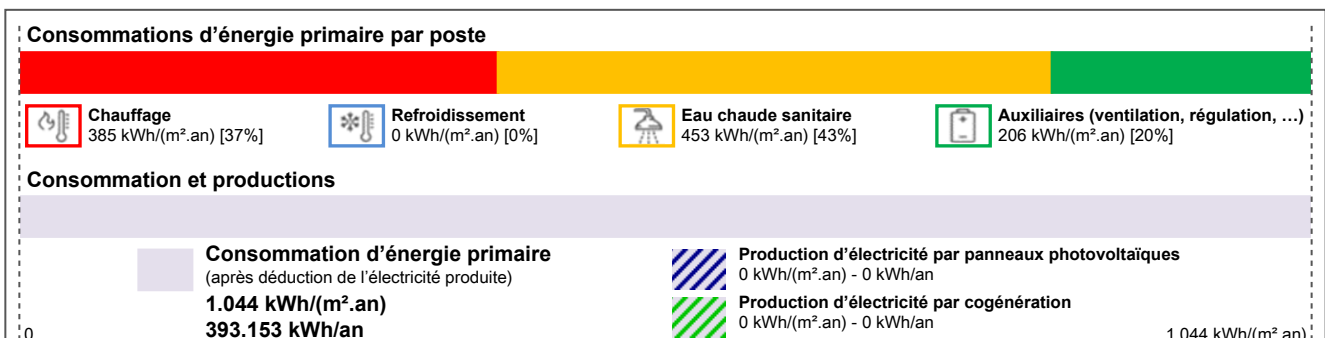 Consommations d’énergie primaire par poste
Chauffage
385 kWh/(m².an) [37%]
Refroidissement
0 kWh/(m².an) [0%]
Eau chaude sanitaire
453 kWh/(m².an) [43%]
Auxiliaires (ventilation, régulation, …)
206 kWh/(m².an) [20%]
Consommation et productions
Consommation d’énergie primaire
(après déduction de l’électricité produite)
1.044 kWh/(m².an)
393.153 kWh/an
Production d’électricité par panneaux photovoltaïques
0 kWh/(m².an) - 0 kWh/an
Production d’électricité par cogénération
0 kWh/(m².an) - 0 kWh/an
0
1.044 kWh/(m².an)